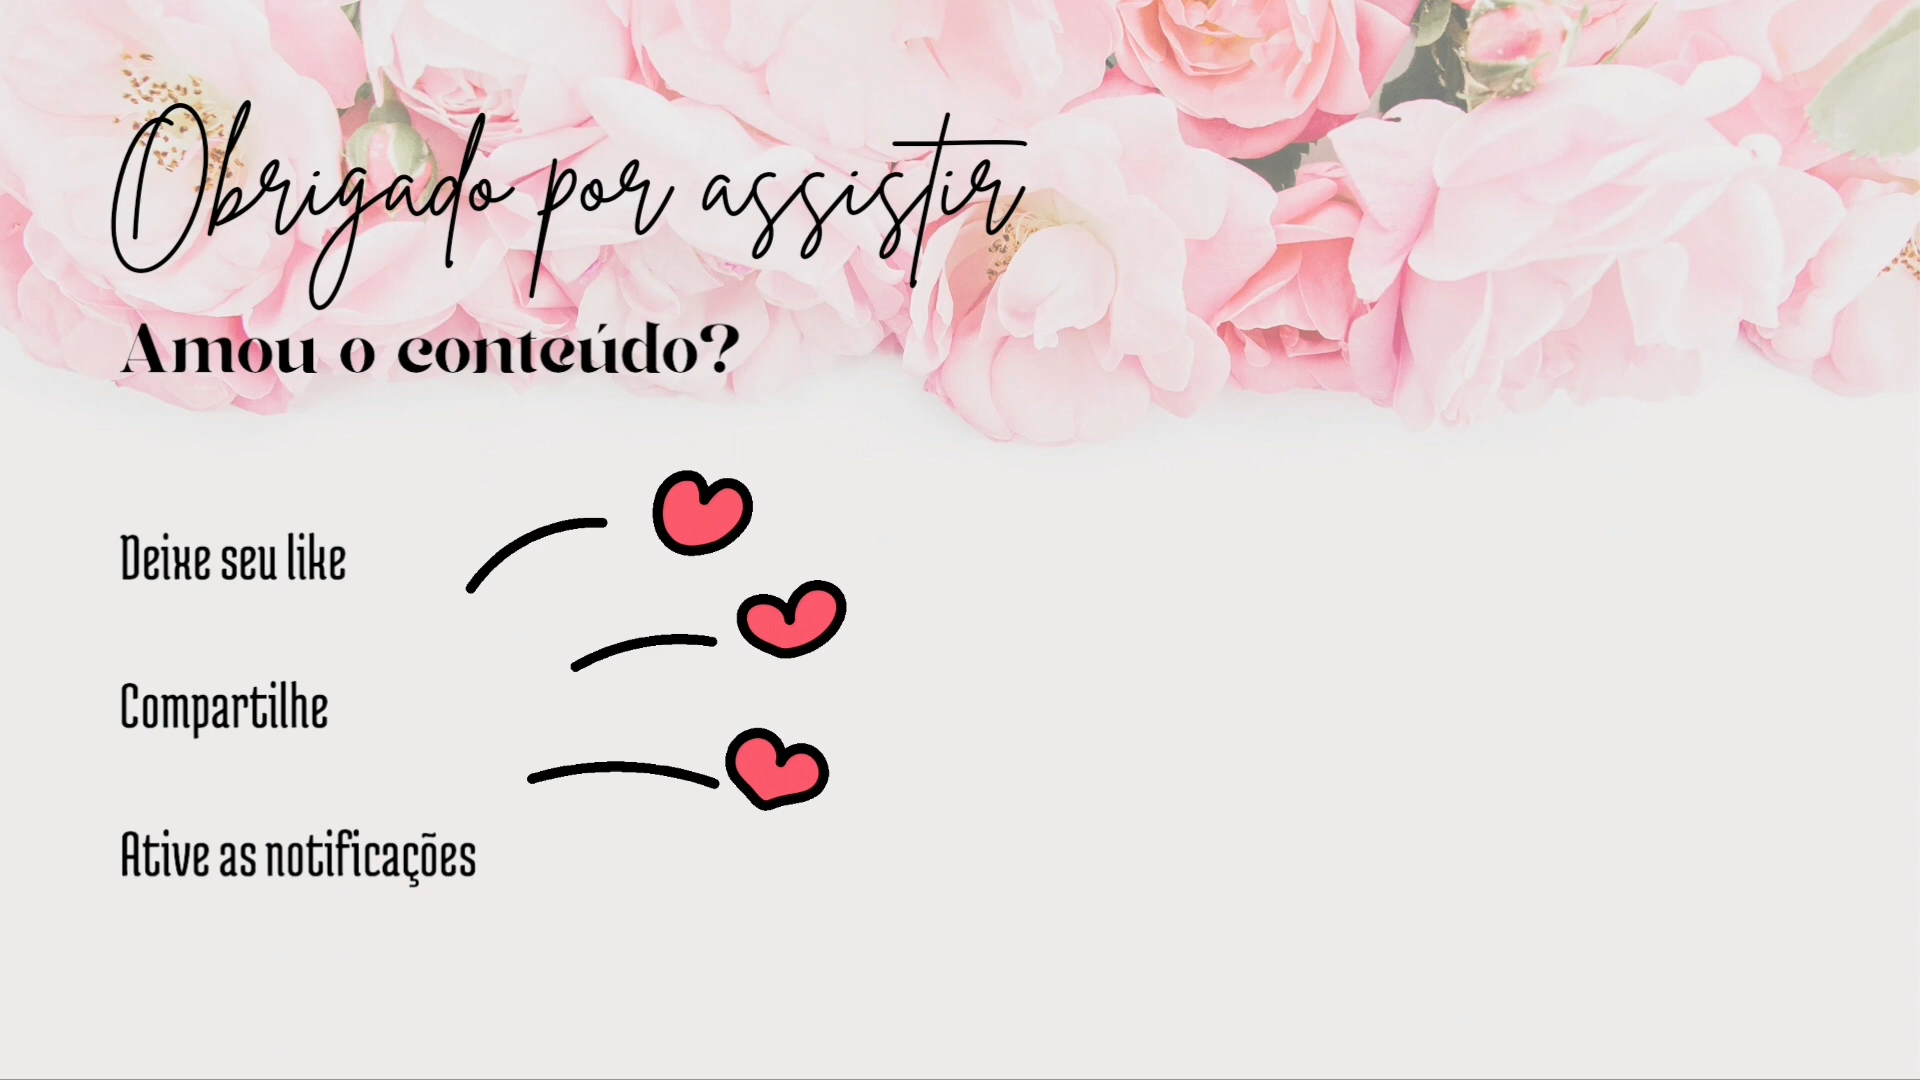 Obrigado por assistir
Amou o conteúdo?
Deixe seu like
Compartilhe
Ative as notificações